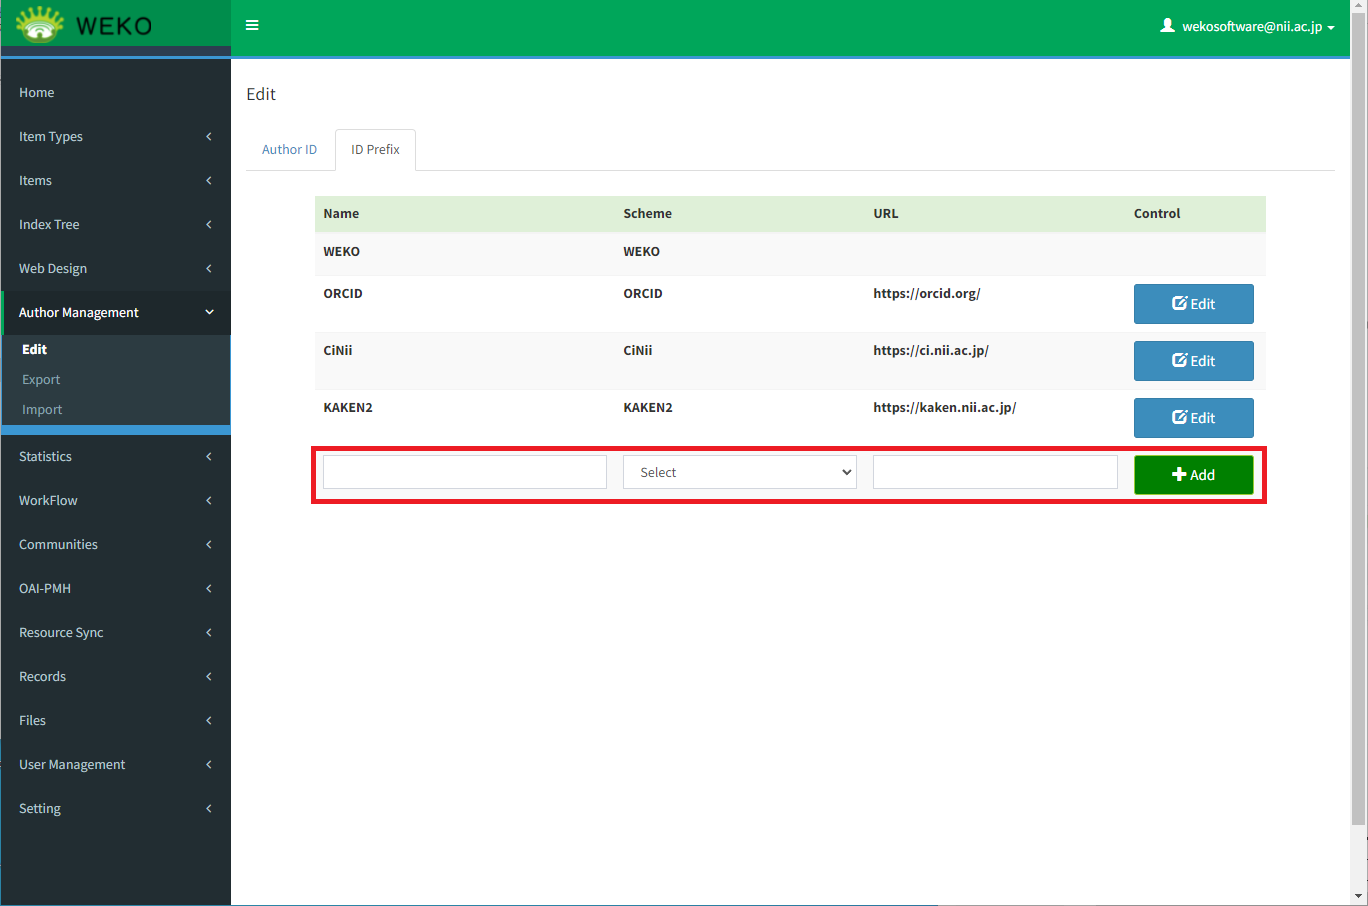 WEKO
wekosoftware@nii.ac.jp
Home
Item Types
Items
Index Tree
Web Design
Author Management
Edit
Export
Import
Statistics
WorkFlow
Communities
OAI-PMH
Resource Sync
Records
Files
User Management
Setting
Edit
Author ID ID Prefix
Name Scheme URL Control
WEKO WEKO
ORCID ORCID https://orcid.org/ Edit
CiNii CiNii https://ci.nii.ac.jp/ Edit
KAKEN2 KAKEN2 https://kaken.nii.ac.jp/ Edit
Select Add